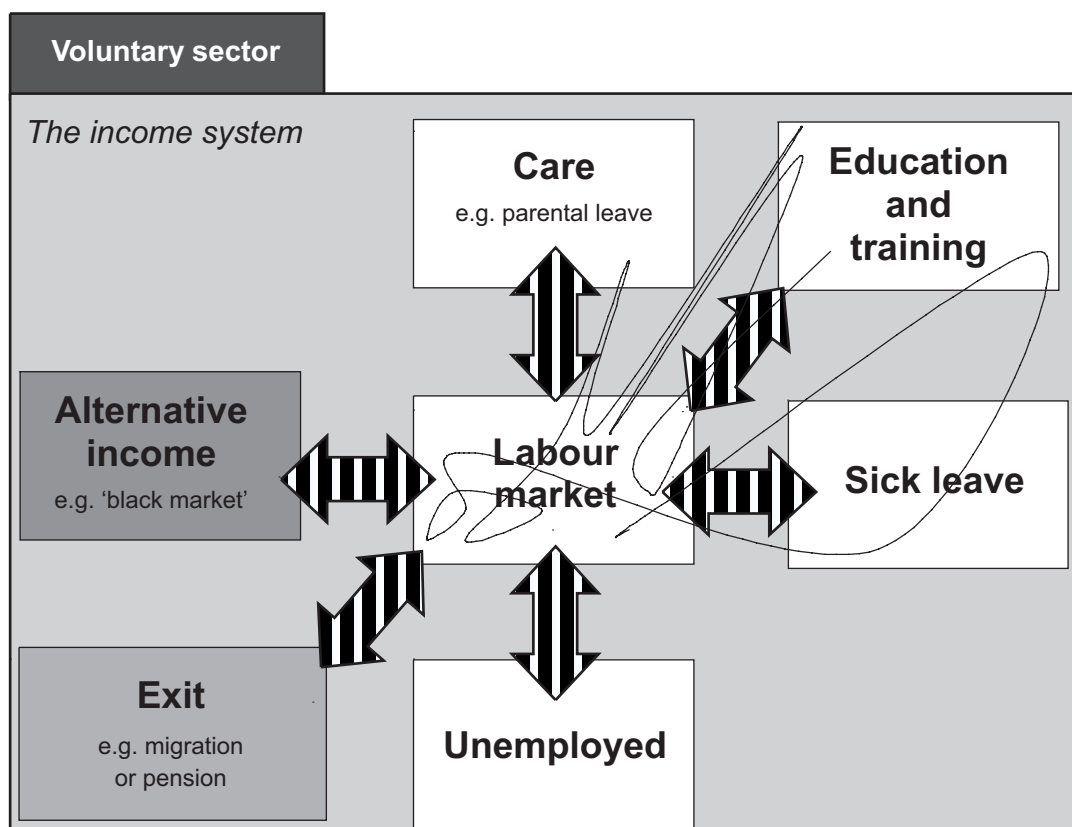 Voluntary sector
The income system
Care
e.g. parental leave
Education
and
training
Alternative
income
e.g. ‘black market’
Labour
market
Sick leave
Exit
e.g. migration
or pension
Unemployed